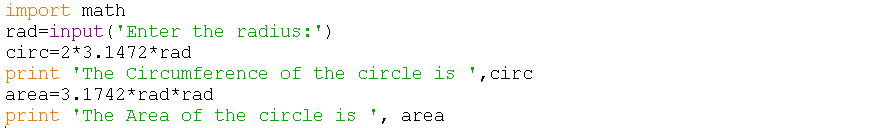 import math
rad=input('Enter the radius:')
circ=2*3.1472*rad
print 'The Circumference of the circle is ',circ
area=3.1742*rad*rad
print 'The Area of the circle is ', area